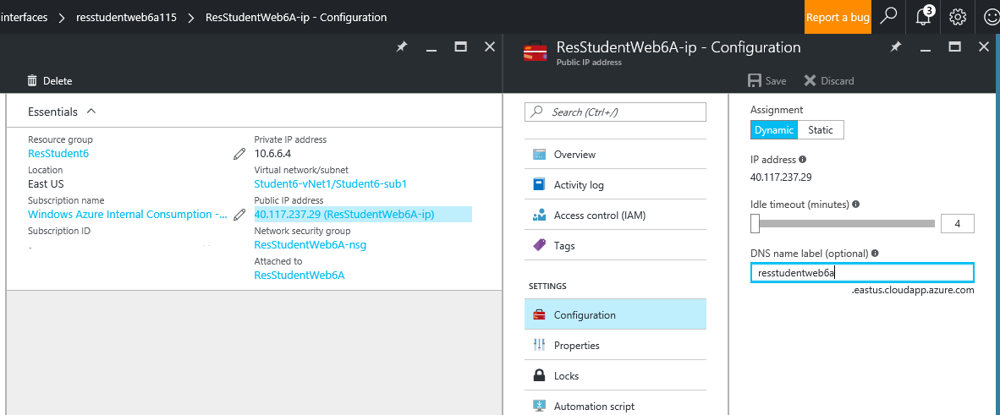 interfaces > resstudentweb6a115 > ResStudentWeb6A-ip - Configuration
Report a bug
3
Delete
Essentials
Resource group
ResStudent6
Location
East US
Subscription name
Windows Azure Internal Consumption -...
Subscription ID
Private IP address
10.6.6.4
Virtual network/subnet
Student6-vNet1/Student6-sub1
Public IP address
40.117.237.29 (ResStudentWeb6A-ip)
Network security group
ResStudentWeb6A-nsg
Attached to
ResStudentWeb6A
ResStudentWeb6A-ip - Configuration
Public IP address
Search (Ctrl+/)
Overview
Activity log
Access control (IAM)
Tags
SETTINGS
Configuration
Properties
Locks
Automation script
Save Discard
Assignment
Dynamic Static
IP address
40.117.237.29
Idle timeout (minutes)
4
DNS name label (optional)
resstudentweb6a
.eastus.cloudapp.azure.com